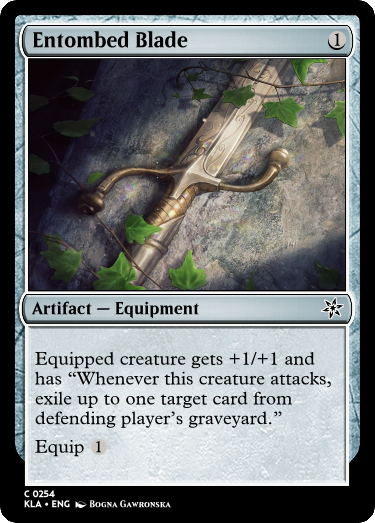 Entombed Blade 1
Artifact — Equipment
Equipped creature gets +1/+1 and
has “Whenever this creature attacks,
exile up to one target card from
defending player’s graveyard.”
Equip 1
C 0254
KLA • ENG Bogna Gawronska